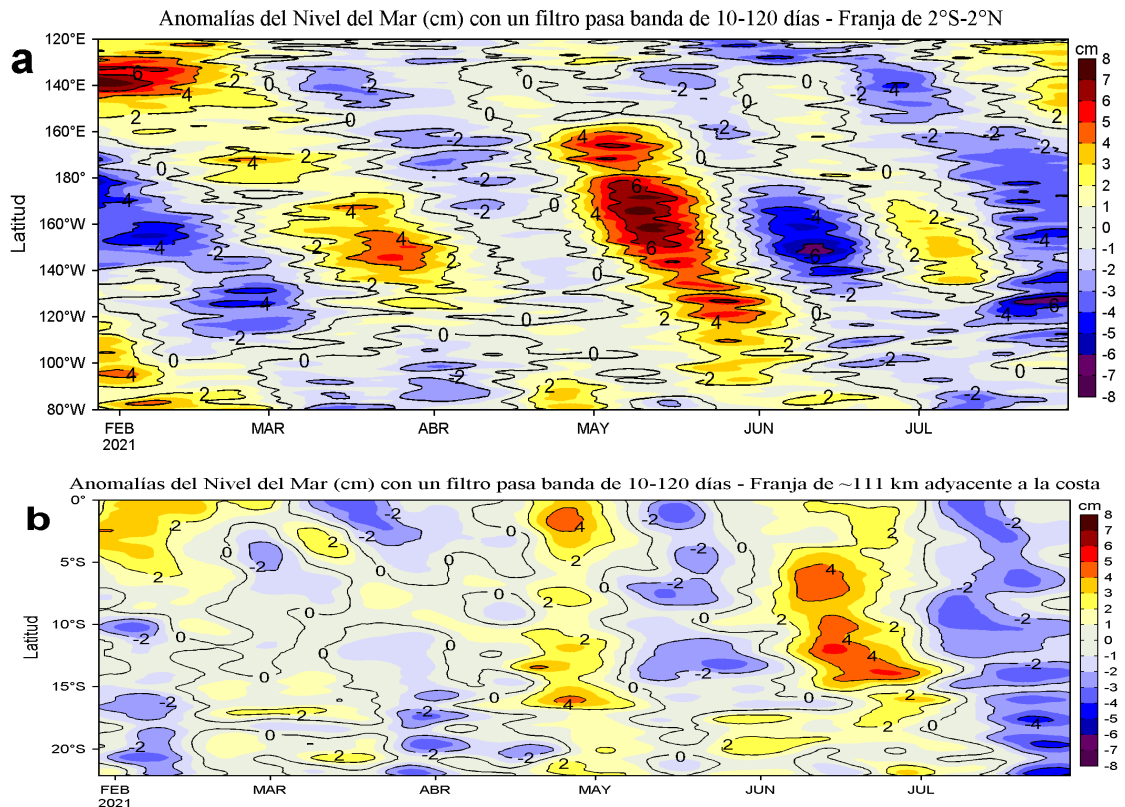 Anomalías del Nivel del Mar (cm) con un filtro pasa banda de 10-120 días - Franja de 2°S-2°N
a
Latitud
120°E
140°E
160°E
180°
160°W
140°W
120°W
100°W
80°W
FEB MAR ABR MAY JUN JUL
2021
cm
8
7
6
5
4
3
2
1
0
-1
-2
-3
-4
-5
-6
-7
-8
Anomalías del Nivel del Mar (cm) con un filtro pasa banda de 10-120 días - Franja de ~111 km adyacente a la costa
b
Latitud
0°
5°S
10°S
15°S
20°S
FEB MAR ABR MAY JUN JUL
2021
cm
8
7
6
5
4
3
2
1
0
-1
-2
-3
-4
-5
-6
-7
-8